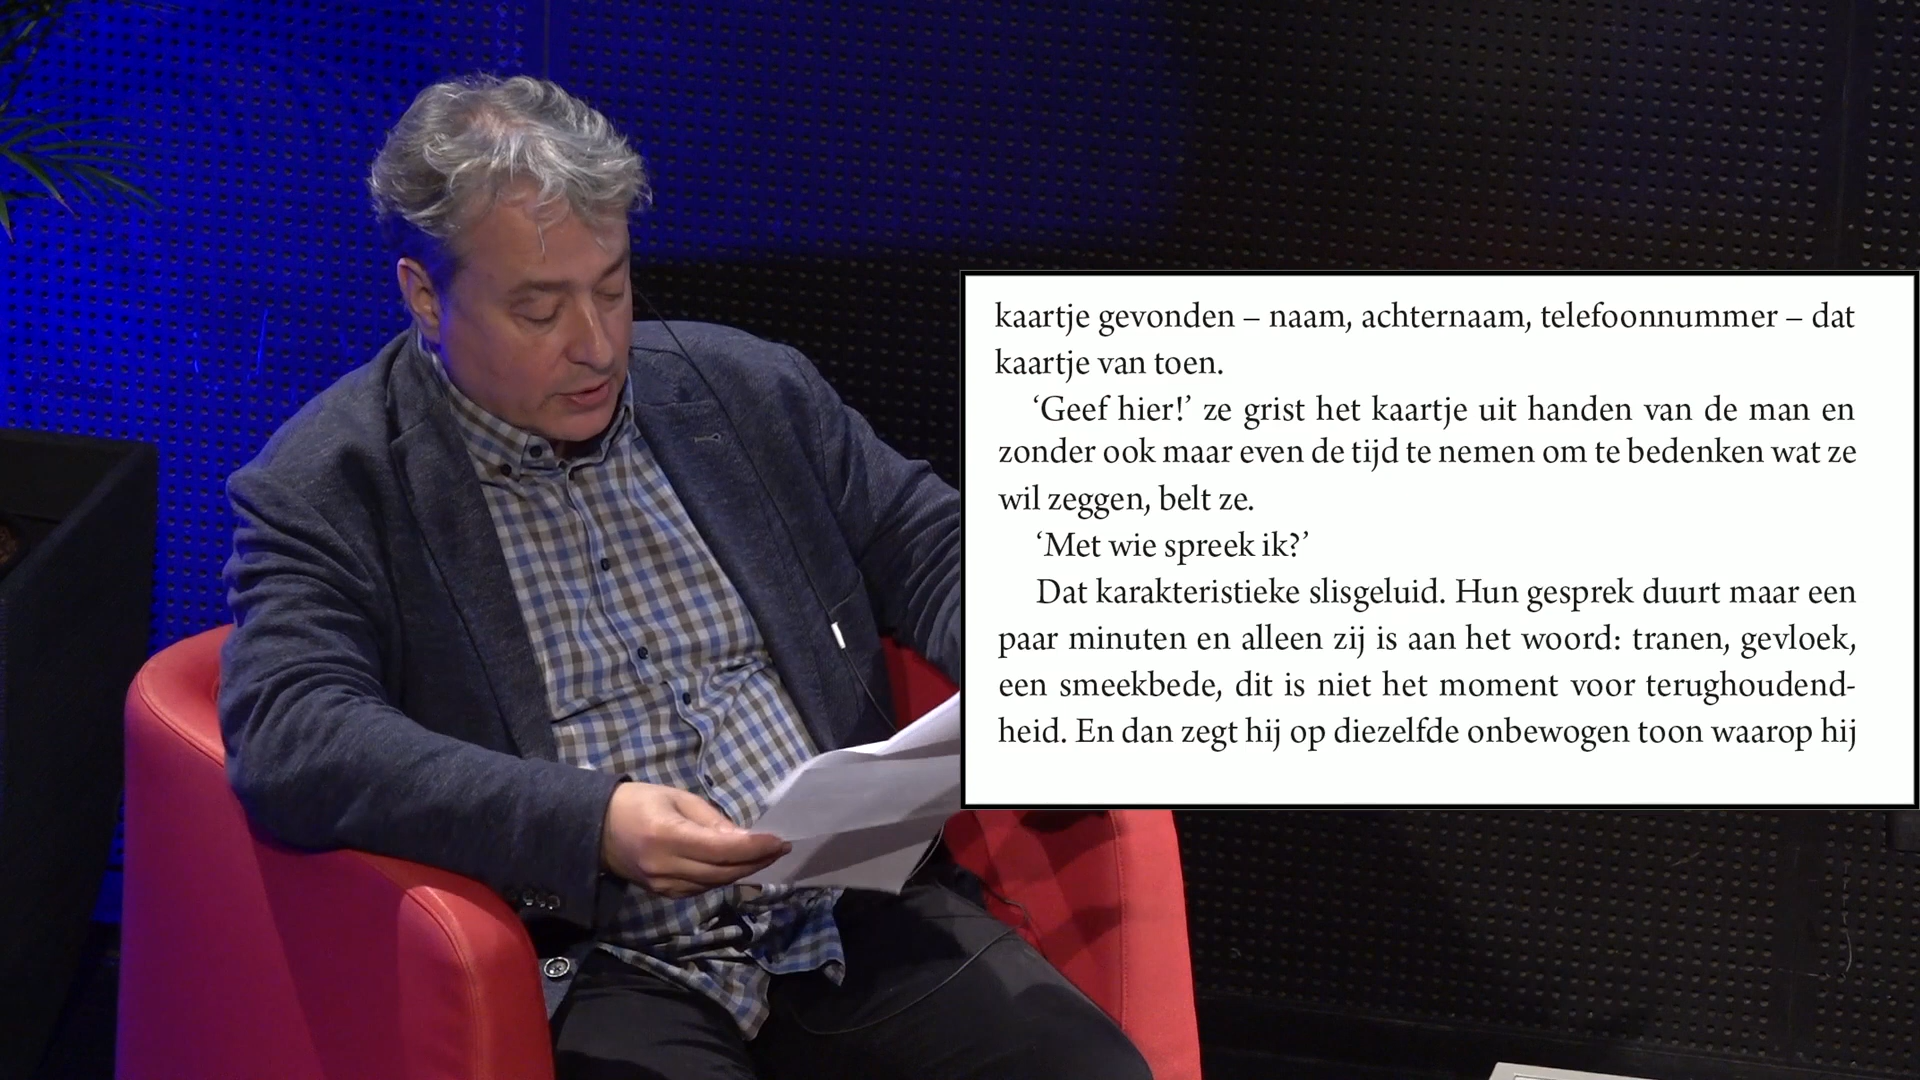 kaartje gevonden – naam, achternaam, telefoonnummer – dat
kaartje van toen.
‘Geef hier!’ ze grist het kaartje uit handen van de man en
zonder ook maar even de tijd te nemen om te bedenken wat ze
wil zeggen, belt ze.
‘Met wie spreek ik?’
Dat karakteristieke slisgeluid. Hun gesprek duurt maar een
paar minuten en alleen zij is aan het woord: tranen, gevloek,
een smeekbede, dit is niet het moment voor terughoudend-
heid. En dan zegt hij op diezelfde onbewogen toon waarop hij